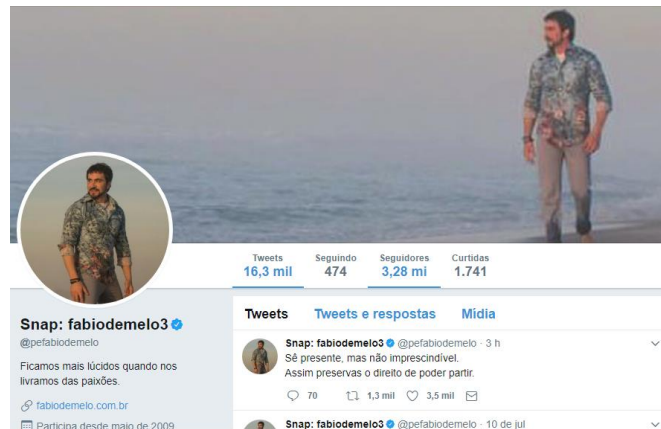 Tweets Seguindo Seguidores Curtidas
16,3 mil 474 3,28 mi 1.741
Snap: fabiodemelo3
@pefabiodemelo
Ficamos mais lúcidos quando nos
livramos das paixões.
fabiodemelo.com.br
Participa desde maio de 2009
Tweets Tweets e respostas Mídia
Snap: fabiodemelo3 @pefabiodemelo · 3 h
Sê presente, mas não imprescindível.
Assim preservas o direito de poder partir.
70 1,3 mil 3,5 mil
Snap: fabiodemelo3 @pefabiodemelo · 10 de jul